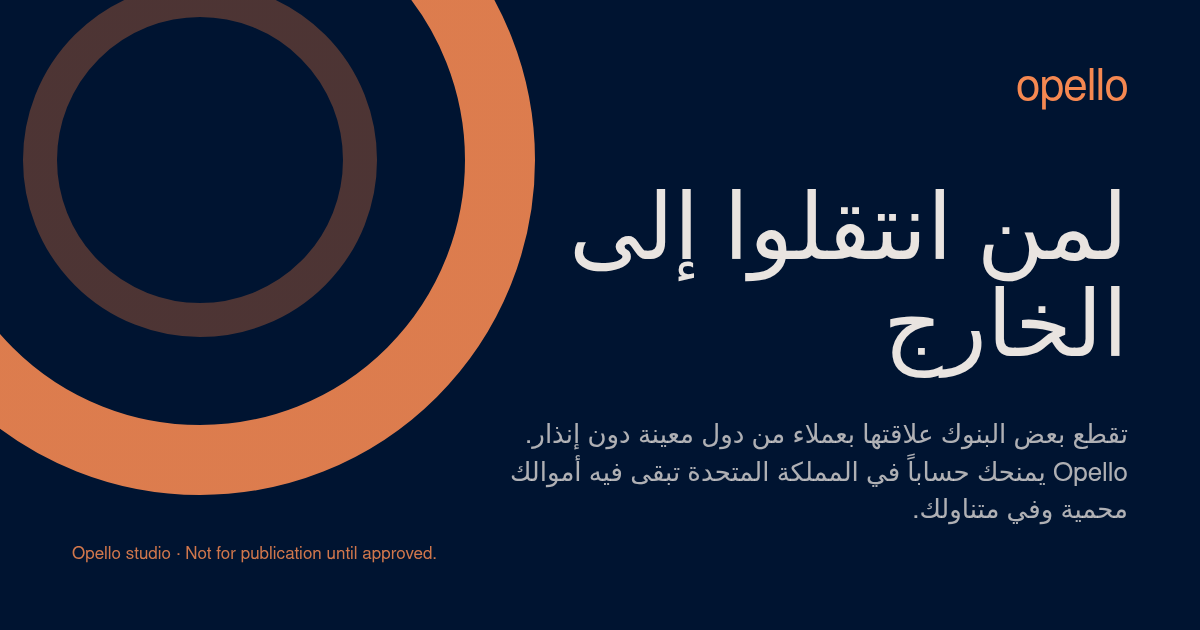 opello
لمن انتقلوا إلى
الخارج
تقطع بعض البنوك علاقتها بعملاء من دول معينة دون إنذار.
Opello يمنحك حساباً في المملكة المتحدة تبقى فيه أموالك
محمية وفي متناولك.
Opello studio · Not for publication until approved.